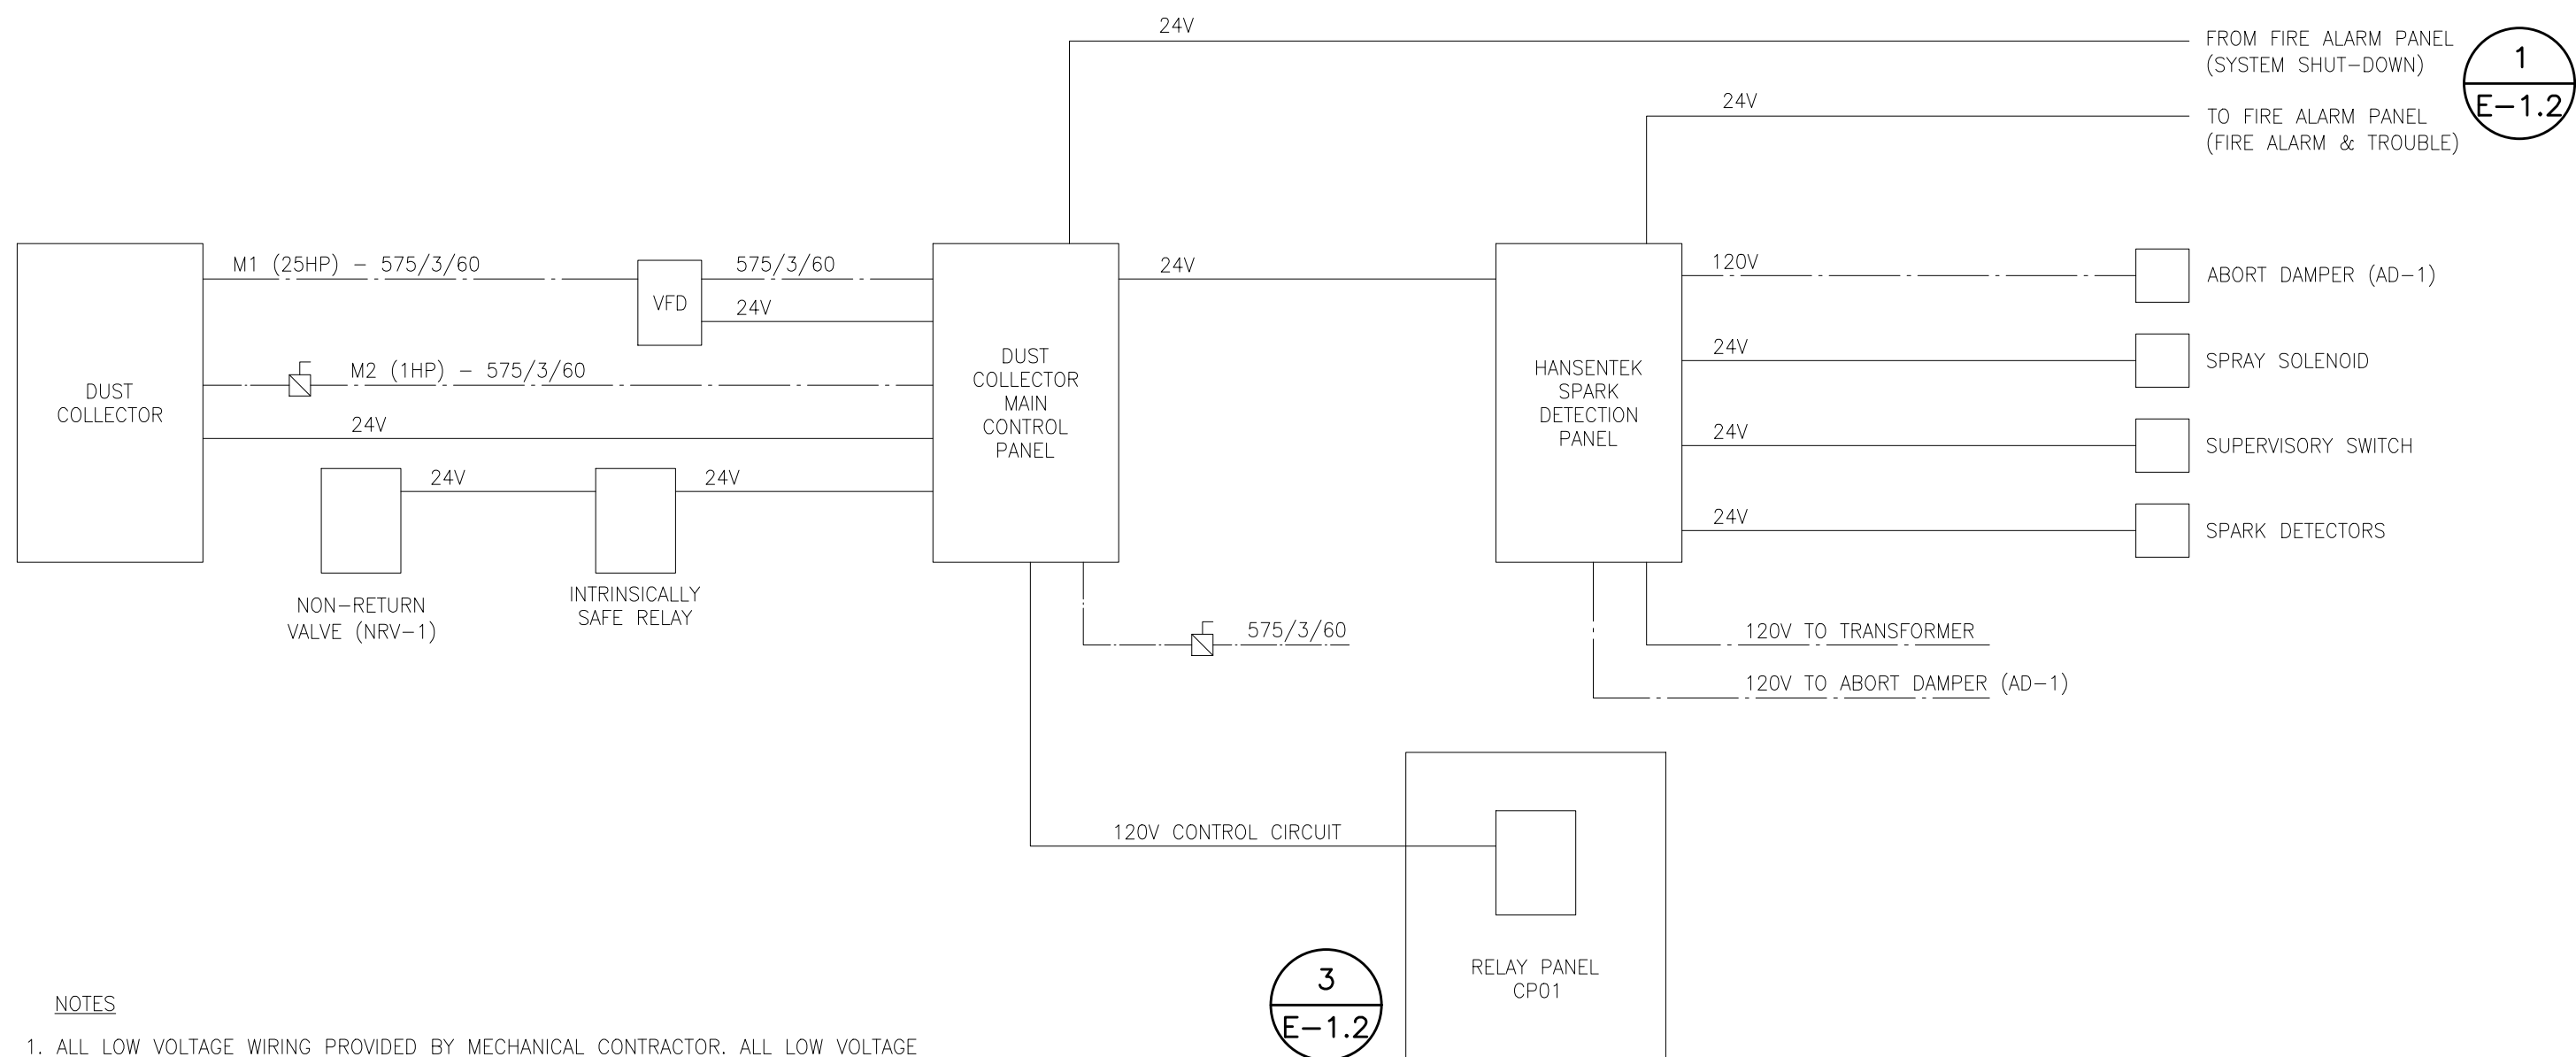 24V
FROM FIRE ALARM PANEL
(SYSTEM SHUT-DOWN)
1
E-1.2
24V
TO FIRE ALARM PANEL
(FIRE ALARM & TROUBLE)
M1 (25HP) - 575/3/60
VFD
575/3/60
24V
M2 (1HP) - 575/3/60
24V
DUST
COLLECTOR
24V
24V
NON-RETURN
VALVE (NRV-1)
INTRINSICALLY
SAFE RELAY
DUST
COLLECTOR
MAIN
CONTROL
PANEL
24V
HANSENTEK
SPARK
DETECTION
PANEL
120V
ABORT DAMPER (AD-1)
24V
SPRAY SOLENOID
24V
SUPERVISORY SWITCH
24V
SPARK DETECTORS
575/3/60
120V TO TRANSFORMER
120V TO ABORT DAMPER (AD-1)
120V CONTROL CIRCUIT
RELAY PANEL
CP01
3
E-1.2
NOTES
1. ALL LOW VOLTAGE WIRING PROVIDED BY MECHANICAL CONTRACTOR. ALL LOW VOLTAGE